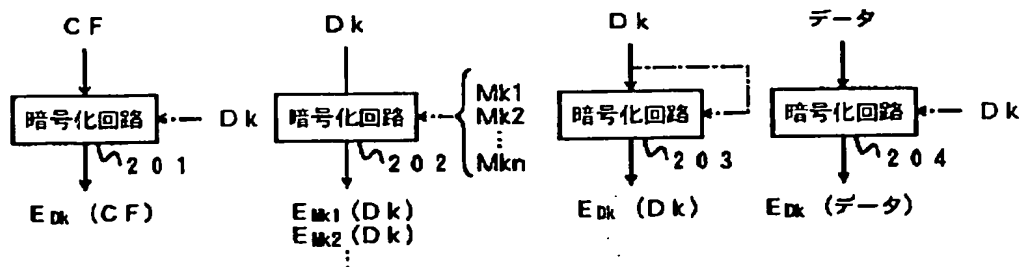 CF
暗号化回路
Dk
201
EDk (CF)
Dk
暗号化回路
Mk1
Mk2
⋮
Mkn
202
EMk1 (Dk)
EMk2 (Dk)
⋮
Dk
暗号化回路
203
EDk (Dk)
データ
暗号化回路
Dk
204
EDk (データ)